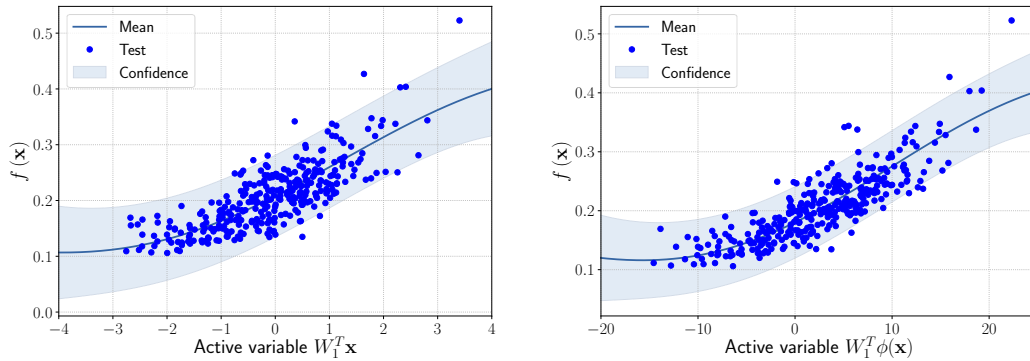 Mean
Test
Confidence
0.5
0.4
0.3
0.2
0.1
0.0
f(x)
−4 −3 −2 −1 0 1 2 3 4
Active variable W₁ᵀx
Mean
Test
Confidence
0.5
0.4
0.3
0.2
0.1
f(x)
−20 −10 0 10 20
Active variable W₁ᵀϕ(x)